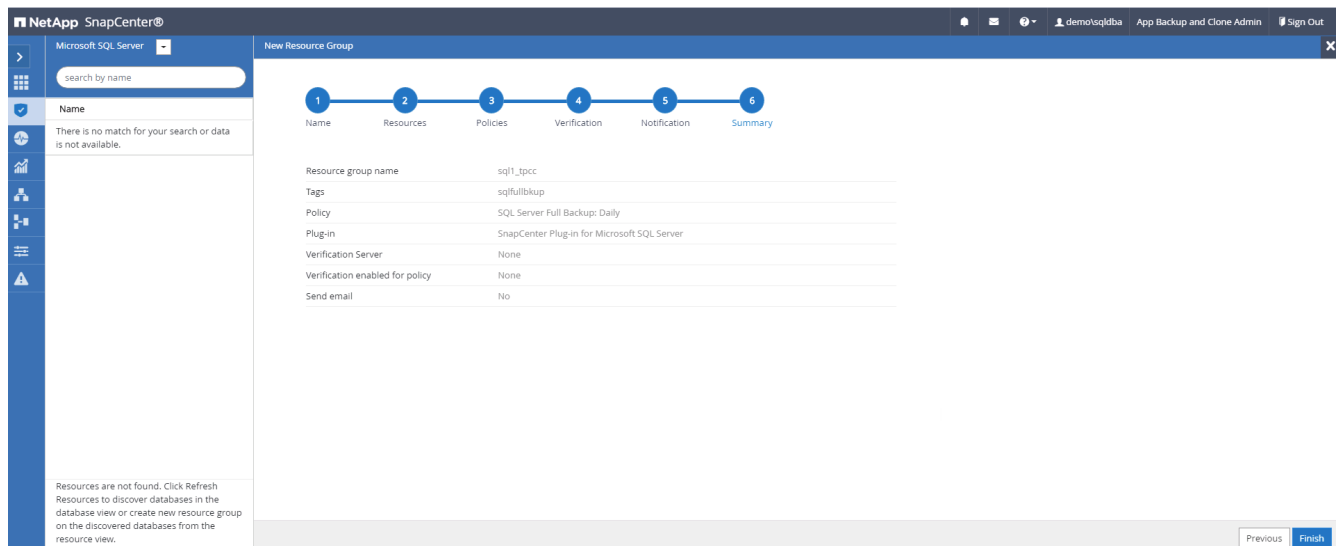 NetApp SnapCenter®
demo\sqldba App Backup and Clone Admin Sign Out
Microsoft SQL Server
search by name
Name
There is no match for your search or data
is not available.
Resources are not found. Click Refresh
Resources to discover databases in the
database view or create new resource group
on the discovered databases from the
resource view.
New Resource Group
1 2 3 4 5 6
Name Resources Policies Verification Notification Summary
Resource group name sql1_tpcc
Tags sqlfullbkup
Policy SQL Server Full Backup: Daily
Plug-in SnapCenter Plug-in for Microsoft SQL Server
Verification Server None
Verification enabled for policy None
Send email No
Previous Finish